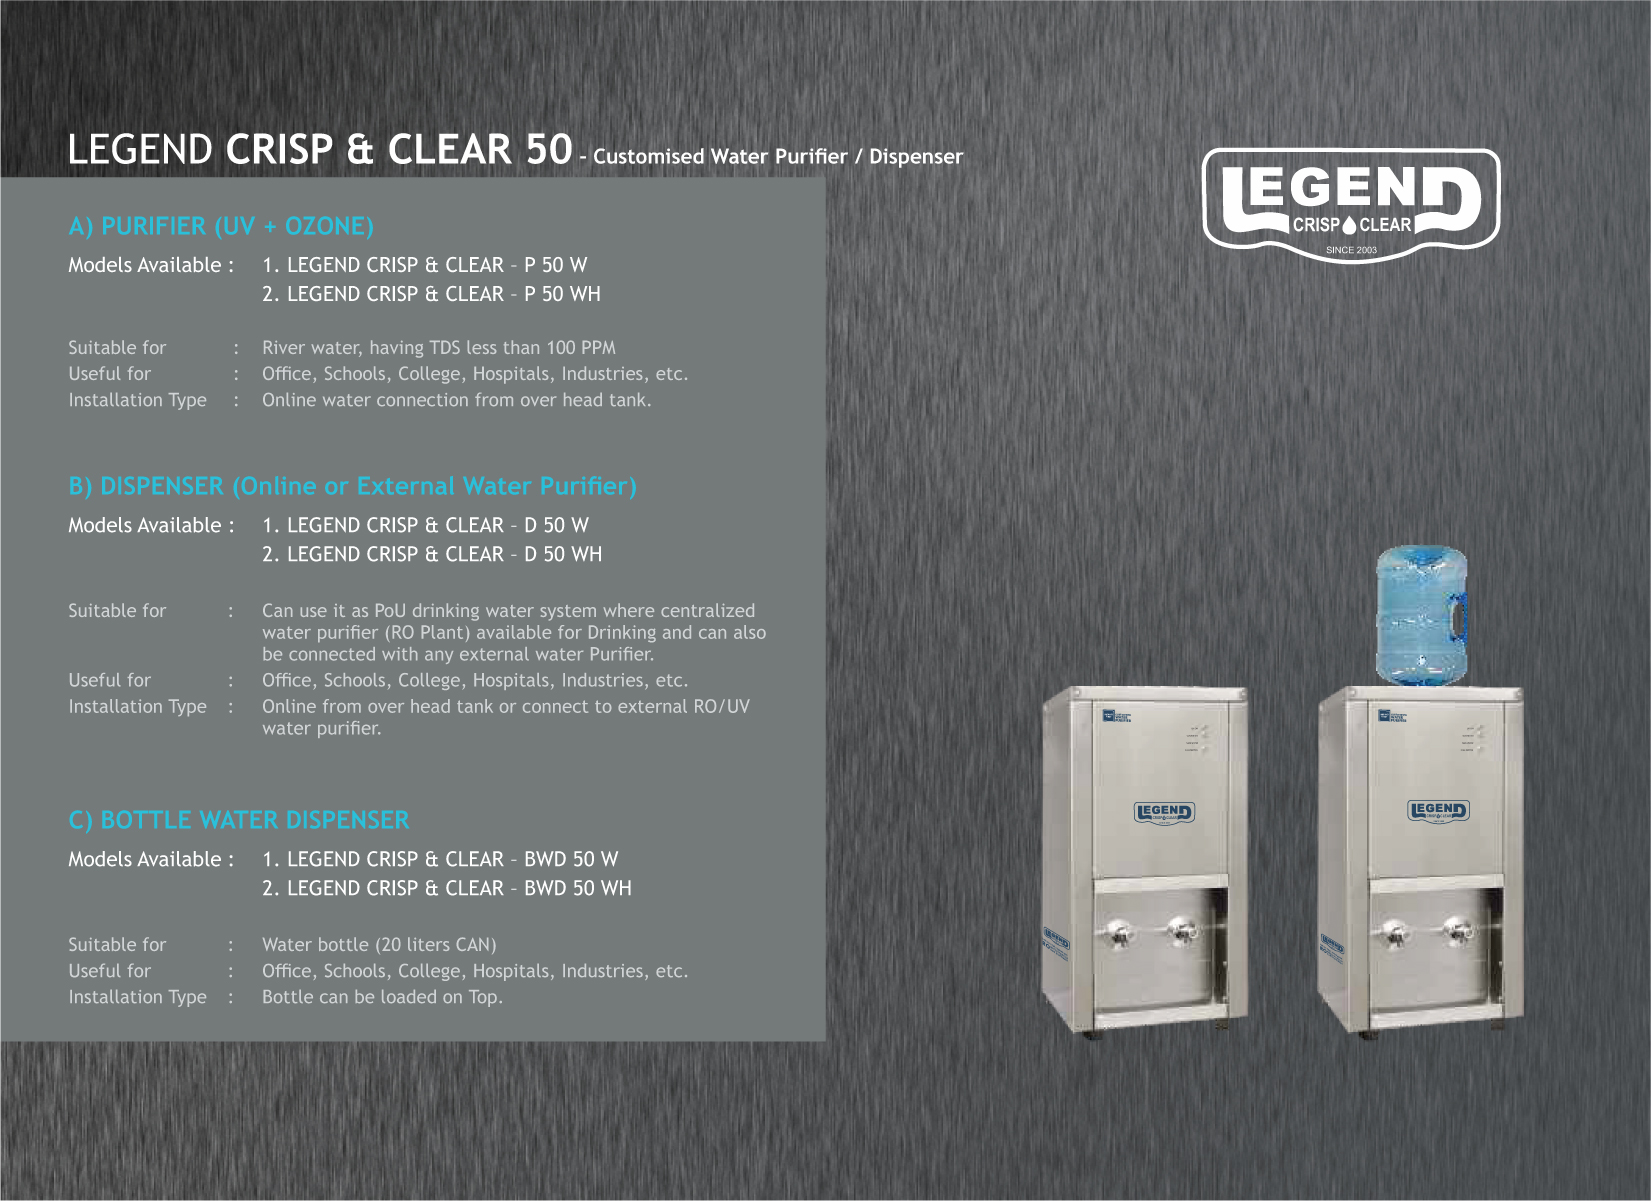 LEGEND CRISP & CLEAR 50 – Customised Water Purifier / Dispenser
LEGEND
CRISP CLEAR
SINCE 2003
A) PURIFIER (UV + OZONE)
Models Available : 1. LEGEND CRISP & CLEAR – P 50 W
2. LEGEND CRISP & CLEAR – P 50 WH
Suitable for : River water, having TDS less than 100 PPM
Useful for : Office, Schools, College, Hospitals, Industries, etc.
Installation Type : Online water connection from over head tank.
B) DISPENSER (Online or External Water Purifier)
Models Available : 1. LEGEND CRISP & CLEAR – D 50 W
2. LEGEND CRISP & CLEAR – D 50 WH
Suitable for : Can use it as PoU drinking water system where centralized
water purifier (RO Plant) available for Drinking and can also
be connected with any external water Purifier.
Useful for : Office, Schools, College, Hospitals, Industries, etc.
Installation Type : Online from over head tank or connect to external RO/UV
water purifier.
C) BOTTLE WATER DISPENSER
Models Available : 1. LEGEND CRISP & CLEAR – BWD 50 W
2. LEGEND CRISP & CLEAR – BWD 50 WH
Suitable for : Water bottle (20 liters CAN)
Useful for : Office, Schools, College, Hospitals, Industries, etc.
Installation Type : Bottle can be loaded on Top.
LEGEND
CRISP CLEAR
LEGEND
CRISP CLEAR
LEGEND
LEGEND